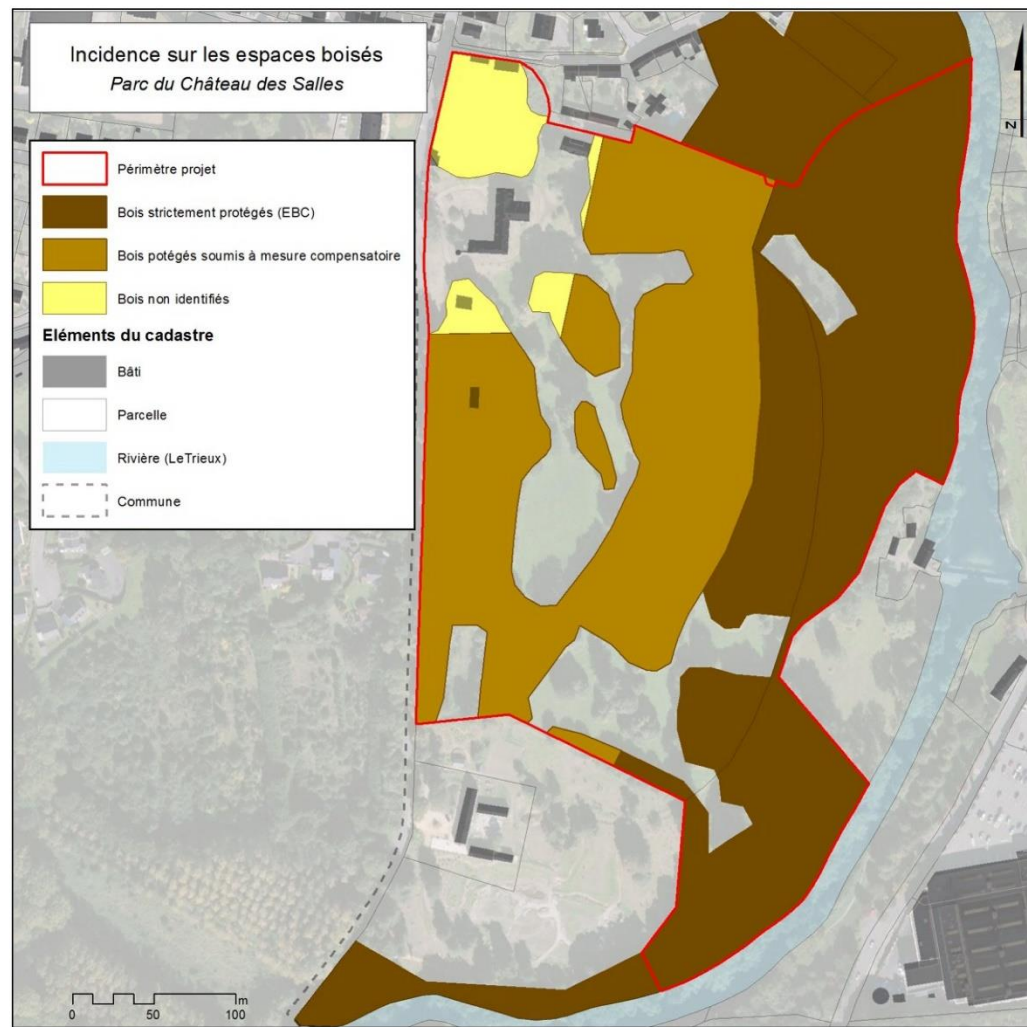 Incidence sur les espaces boisés
Parc du Château des Salles
N
Périmètre projet
Bois strictement protégés (EBC)
Bois potégés soumis à mesure compensatoire
Bois non identifiés
Eléments du cadastre
Bâti
Parcelle
Rivière (LeTrieux)
Commune
m
0 50 100